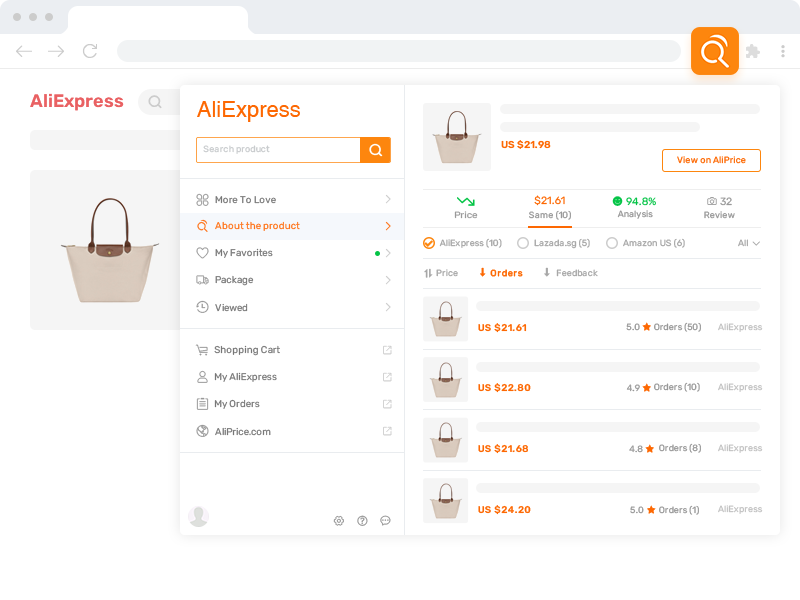 AliExpress
AliExpress
Search product
More To Love
About the product
My Favorites
Package
Viewed
Shopping Cart
My AliExpress
My Orders
AliPrice.com
US $21.98
View on AliPrice
Price
$21.61
Same (10)
94.8%
Analysis
32
Review
AliExpress (10) Lazada.sg (5) Amazon US (6) All
Price Orders Feedback
US $21.61 5.0 Orders (50) AliExpress
US $22.80 4.9 Orders (10) AliExpress
US $21.68 4.8 Orders (8) AliExpress
US $24.20 5.0 Orders (1) AliExpress